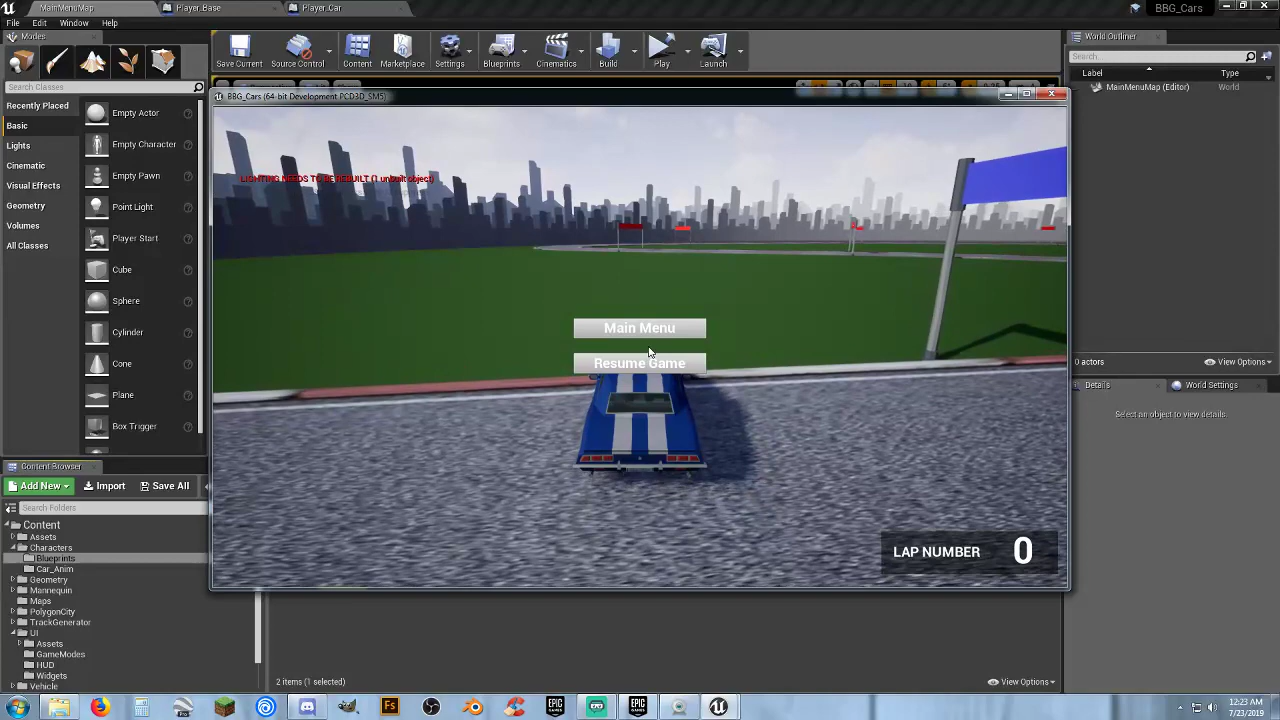 MainMenuMap
Player.Base
Player.Car
BBG_Cars
File Edit Window Help
Modes
World Outliner
Search Classes
Save Current
Source Control
Content
Marketplace
Settings
Blueprints
Cinematics
Build
Play
Launch
Search...
Label
Type
MainMenuMap (Editor)
World
Recently Placed
Basic
Lights
Cinematic
Visual Effects
Geometry
Volumes
All Classes
Empty Actor
Empty Character
Empty Pawn
Point Light
Player Start
Cube
Sphere
Cylinder
Cone
Plane
Box Trigger
BBG_Cars (64-bit Development PCD3D_SM5)
LIGHTING NEEDS TO BE REBUILT (1 unbuilt object)
Main Menu
Resume Game
LAP NUMBER 0
0 actors
View Options
Details
World Settings
Select an object to view details.
Content Browser
Add New
Import
Save All
Search Folders
Content
Assets
Characters
Blueprints
Car_Anim
Geometry
Mannequin
Maps
PolygonCity
TrackGenerator
UI
Assets
GameModes
HUD
Widgets
Vehicle
2 items (1 selected)
View Options
Fs
EPIC GAMES
EPIC GAMES
12:23 AM
7/23/2019